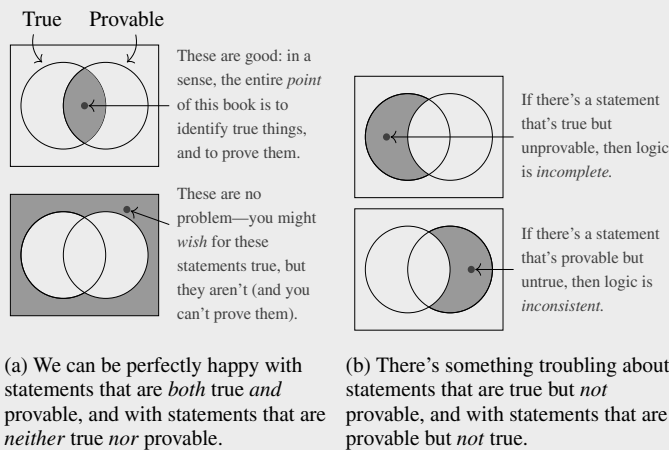 True Provable
These are good: in a
sense, the entire point
of this book is to
identify true things,
and to prove them.
These are no
problem—you might
wish for these
statements true, but
they aren't (and you
can't prove them).
(a) We can be perfectly happy with
statements that are both true and
provable, and with statements that are
neither true nor provable.
If there's a statement
that's true but
unprovable, then logic
is incomplete.
If there's a statement
that's provable but
untrue, then logic is
inconsistent.
(b) There's something troubling about
statements that are true but not
provable, and with statements that are
provable but not true.